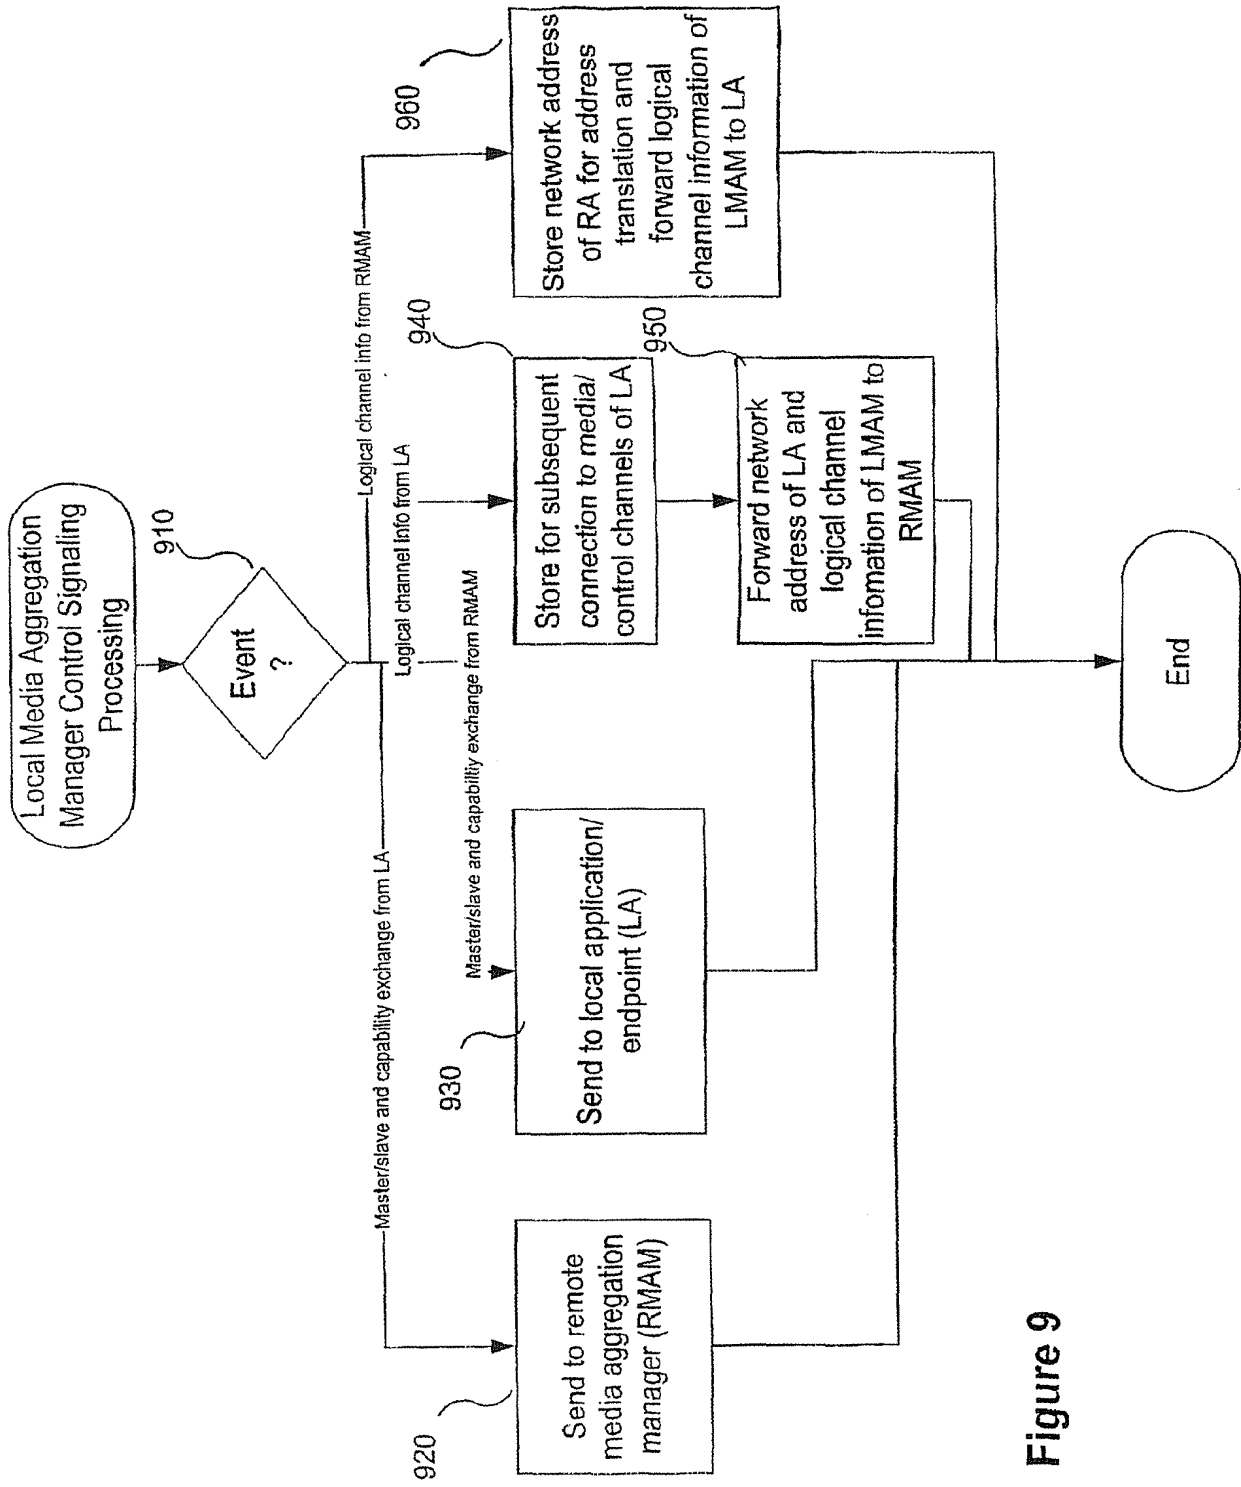 Local Media Aggregation
Manager Control Signaling
Processing
910
Event
?
Master/slave and capability exchange from LA
Master/slave and capabiltiy exchange from RMAM
Logical channel info from LA
Logical channel info from RMAM
920
Send to remote
media aggregation
manager (RMAM)
930
Send to local application/
endpoint (LA)
940
Store for subsequent
connection to media/
control channels of LA
950
Forward network
address of LA and
logical channel
infomation of LMAM to
RMAM
960
Store network address
of RA for address
translation and
forward logical
channel information of
LMAM to LA
End
Figure 9